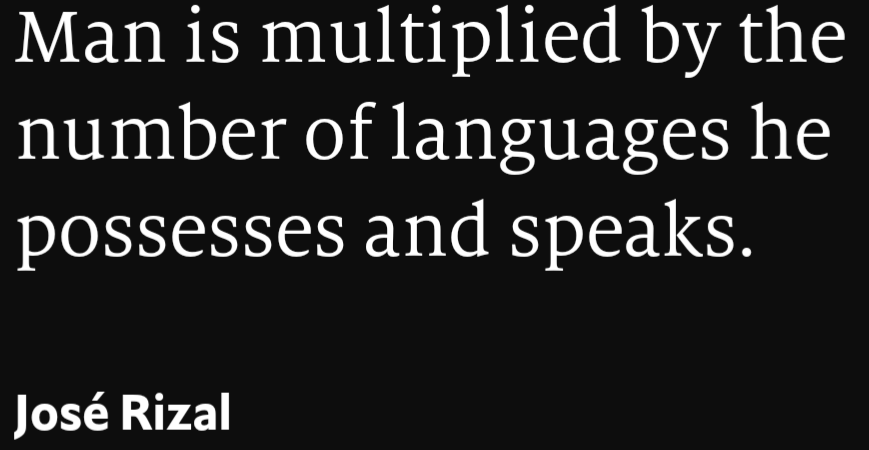 Man is multiplied by the
number of languages he
possesses and speaks.
José Rizal